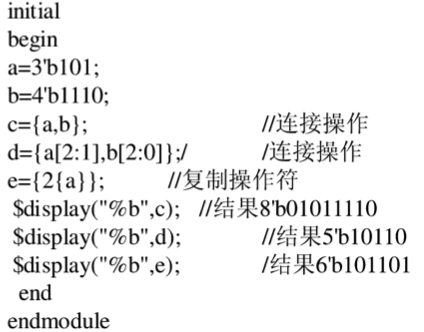 initial
begin
a=3'b101;
b=4'b1110;
c={a,b}; //连接操作
d={a[2:1],b[2:0]};/ /连接操作
e={2{a}}; //复制操作符
$display("%b",c); //结果8'b01011110
$display("%b",d); //结果5'b10110
$display("%b",e); /结果6'b101101
end
endmodule